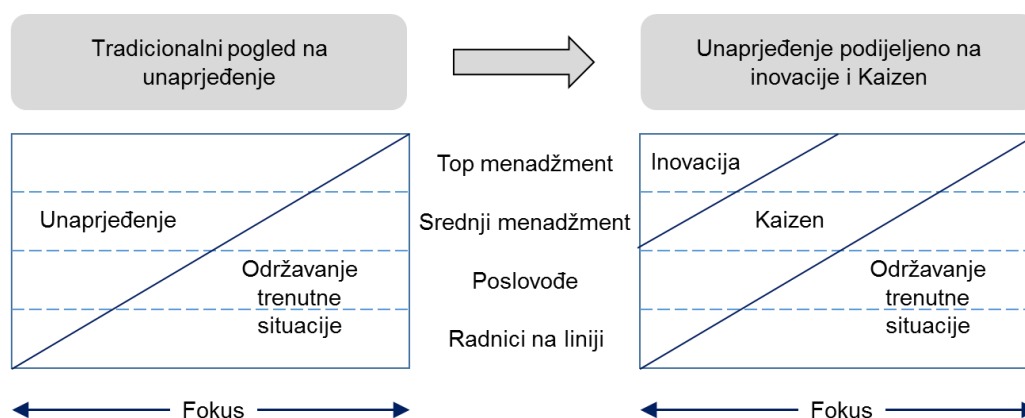 Tradicionalni pogled na
unaprjeđenje
Unaprjeđenje podijeljeno na
inovacije i Kaizen
Unaprjeđenje
Održavanje
trenutne
situacije
Top menadžment
Srednji menadžment
Poslovođe
Radnici na liniji
Inovacija
Kaizen
Održavanje
trenutne
situacije
Fokus
Fokus